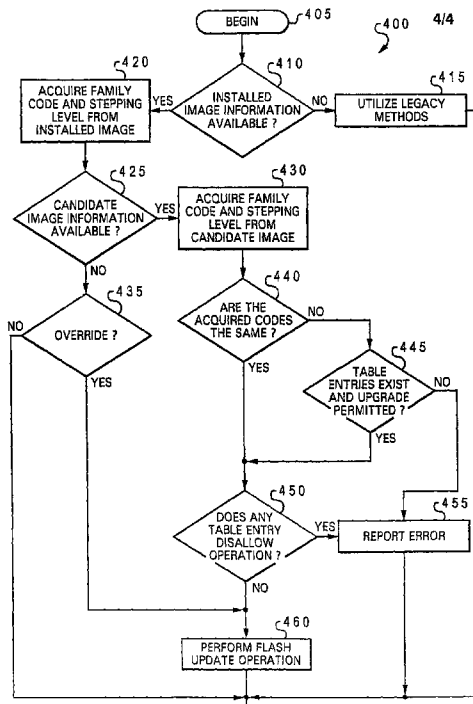 BEGIN
405
400
4/4
420
410
415
ACQUIRE FAMILY
CODE AND STEPPING
LEVEL FROM
INSTALLED IMAGE
YES
INSTALLED
IMAGE INFORMATION
AVAILABLE ?
NO
UTILIZE LEGACY
METHODS
425
430
CANDIDATE
IMAGE INFORMATION
AVAILABLE ?
YES
ACQUIRE FAMILY
CODE AND STEPPING
LEVEL FROM
CANDIDATE IMAGE
NO
435
440
NO
OVERRIDE ?
YES
ARE THE
ACQUIRED CODES
THE SAME ?
NO
YES
445
TABLE
ENTRIES EXIST
AND UPGRADE
PERMITTED ?
NO
YES
450
455
DOES ANY
TABLE ENTRY
DISALLOW
OPERATION ?
YES
REPORT ERROR
NO
460
PERFORM FLASH
UPDATE OPERATION